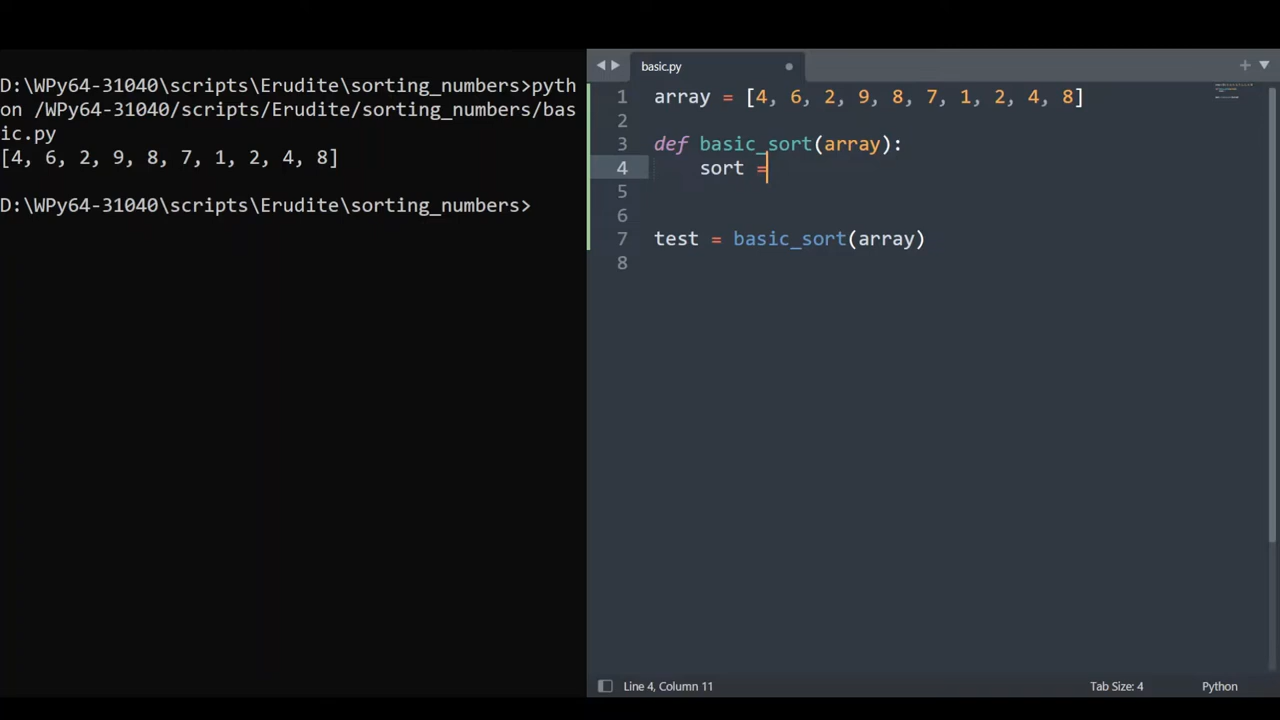 D:\WPy64-31040\scripts\Erudite\sorting_numbers>pyth
on /WPy64-31040/scripts/Erudite/sorting_numbers/bas
ic.py
[4, 6, 2, 9, 8, 7, 1, 2, 4, 8]
D:\WPy64-31040\scripts\Erudite\sorting_numbers>
basic.py
1 array = [4, 6, 2, 9, 8, 7, 1, 2, 4, 8]
2
3 def basic_sort(array):
4     sort =
5
6
7 test = basic_sort(array)
8
Line 4, Column 11
Tab Size: 4
Python